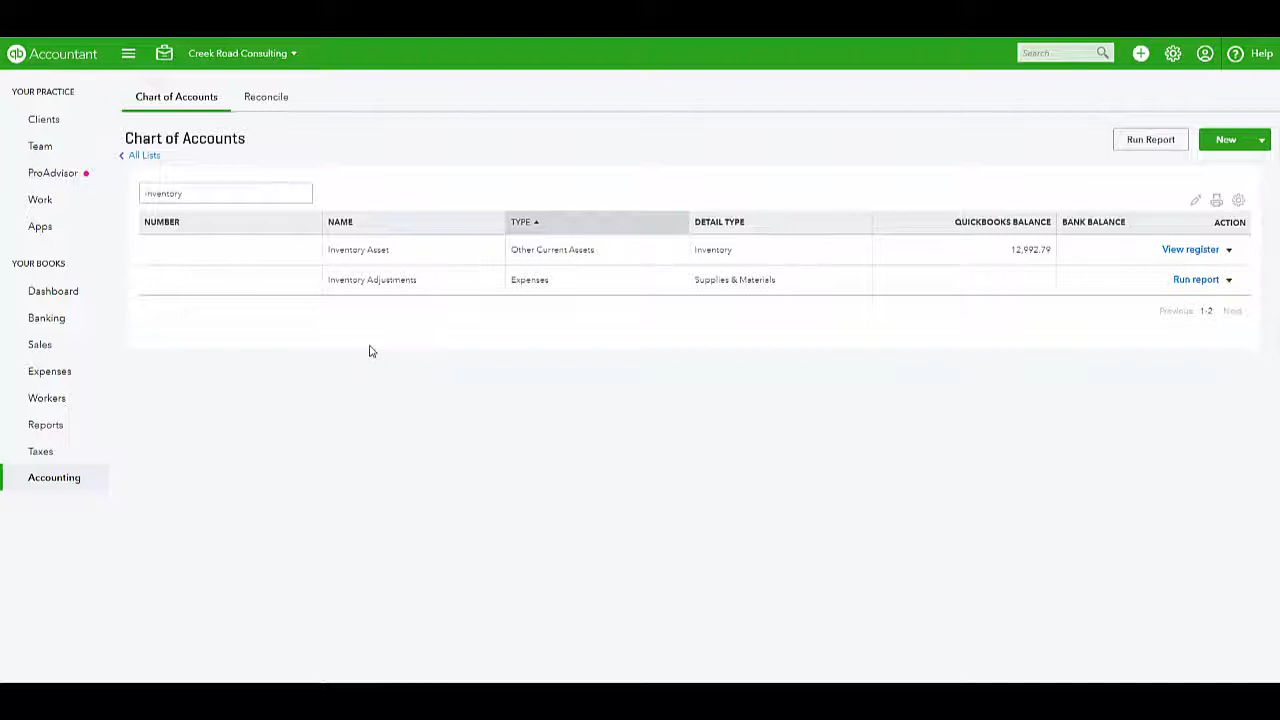 qb Accountant
Creek Road Consulting
Search...
Help
YOUR PRACTICE
Clients
Team
ProAdvisor
Work
Apps
YOUR BOOKS
Dashboard
Banking
Sales
Expenses
Workers
Reports
Taxes
Accounting
Chart of Accounts Reconcile
Chart of Accounts
All Lists
Run Report New
inventory
NUMBER NAME TYPE DETAIL TYPE QUICKBOOKS BALANCE BANK BALANCE ACTION
Inventory Asset Other Current Assets Inventory 12,992.79 View register
Inventory Adjustments Expenses Supplies & Materials Run report
Previous 1-2 Next